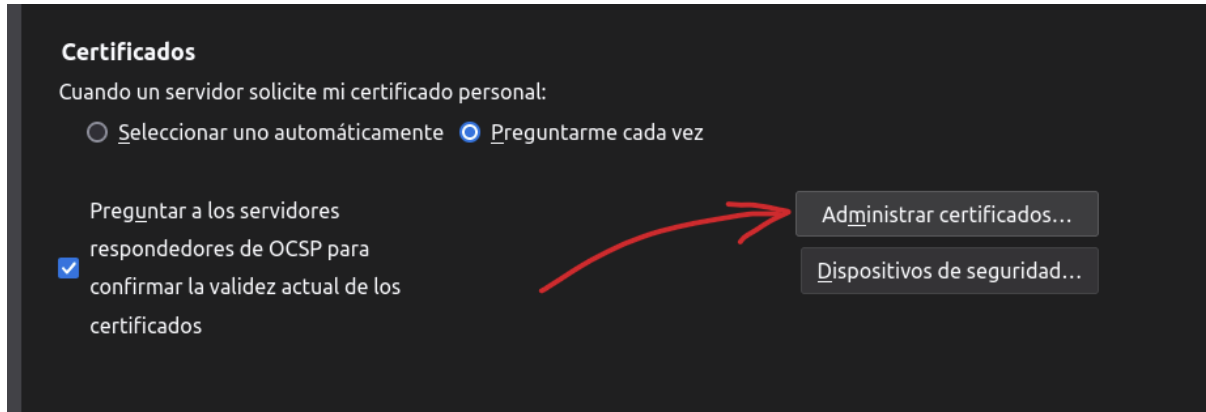 Certificados
Cuando un servidor solicite mi certificado personal:
Seleccionar uno automáticamente Preguntarme cada vez
Preguntar a los servidores
respondedores de OCSP para
confirmar la validez actual de los
certificados
Administrar certificados...
Dispositivos de seguridad...